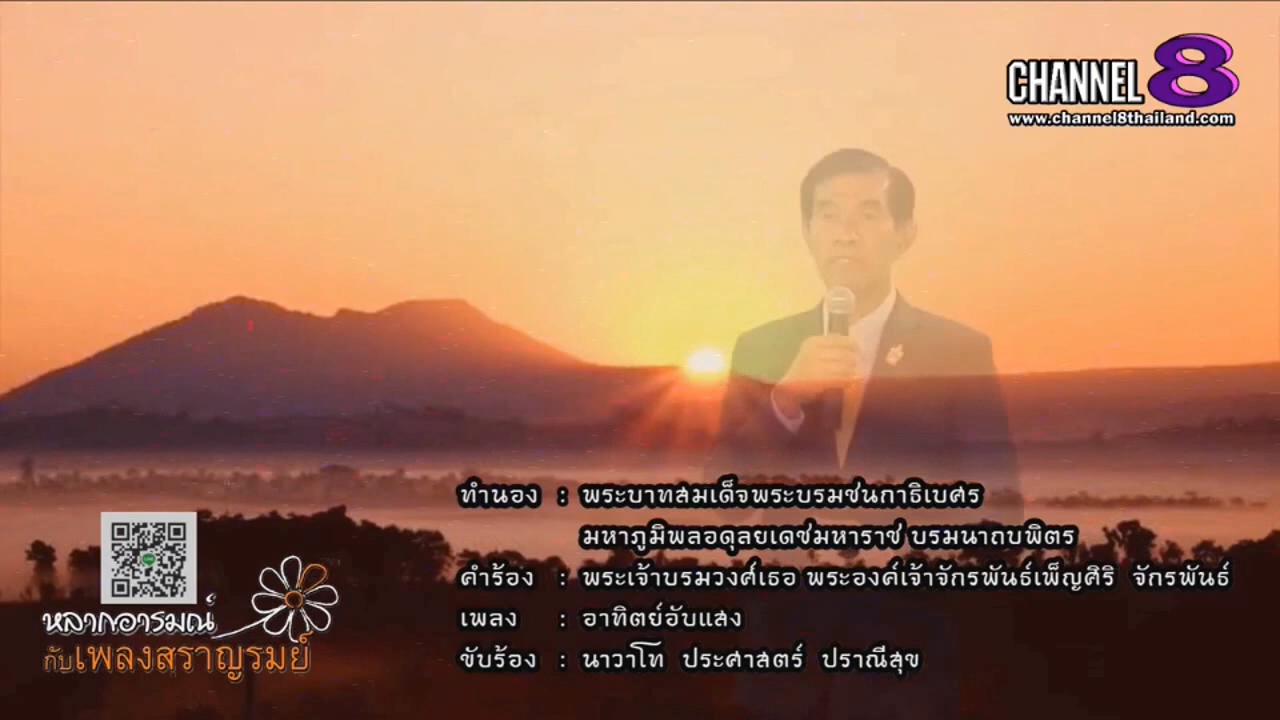 CHANNEL 8
www.channel8thailand.com
ทำนอง : พระบาทสมเด็จพระบรมชนกาธิเบศร
มหาภูมิพลอดุลยเดชมหาราช บรมนาถบพิตร
คำร้อง : พระเจ้าบรมวงศ์เธอ พระองค์เจ้าจักรพันธ์เพ็ญศิริ จักรพันธ์
เพลง : อาทิตย์อับแสง
ขับร้อง : นาวาโท ประศาสตร์ ปราณีสุข
หลากอารมณ์
กับเพลงสราญรมย์